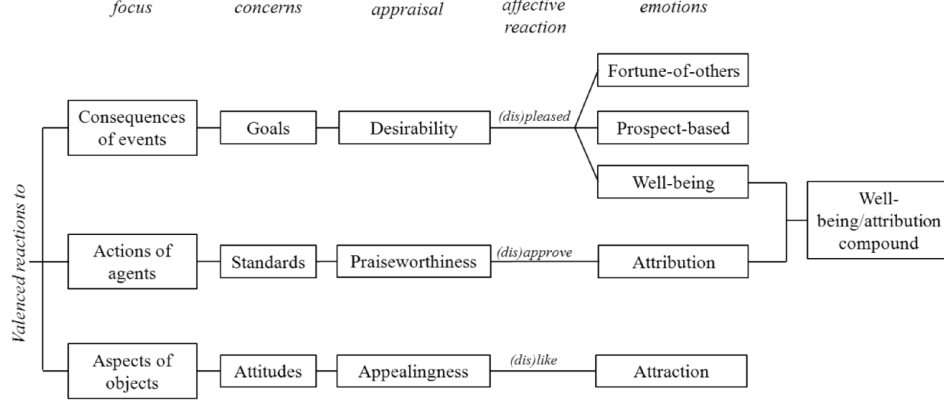 focus
concerns
appraisal
affective
reaction
emotions
Valenced reactions to
Consequences
of events
Goals
Desirability
(dis)pleased
Fortune-of-others
Prospect-based
Well-being
Actions of
agents
Standards
Praiseworthiness
(dis)approve
Attribution
Well-
being/attribution
compound
Aspects of
objects
Attitudes
Appealingness
(dis)like
Attraction